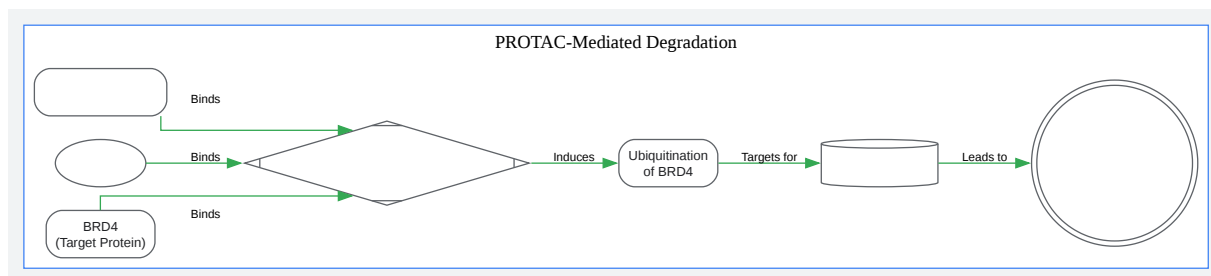 PROTAC-Mediated Degradation
Binds
Binds
Binds
BRD4
(Target Protein)
Induces
Ubiquitination
of BRD4
Targets for
Leads to